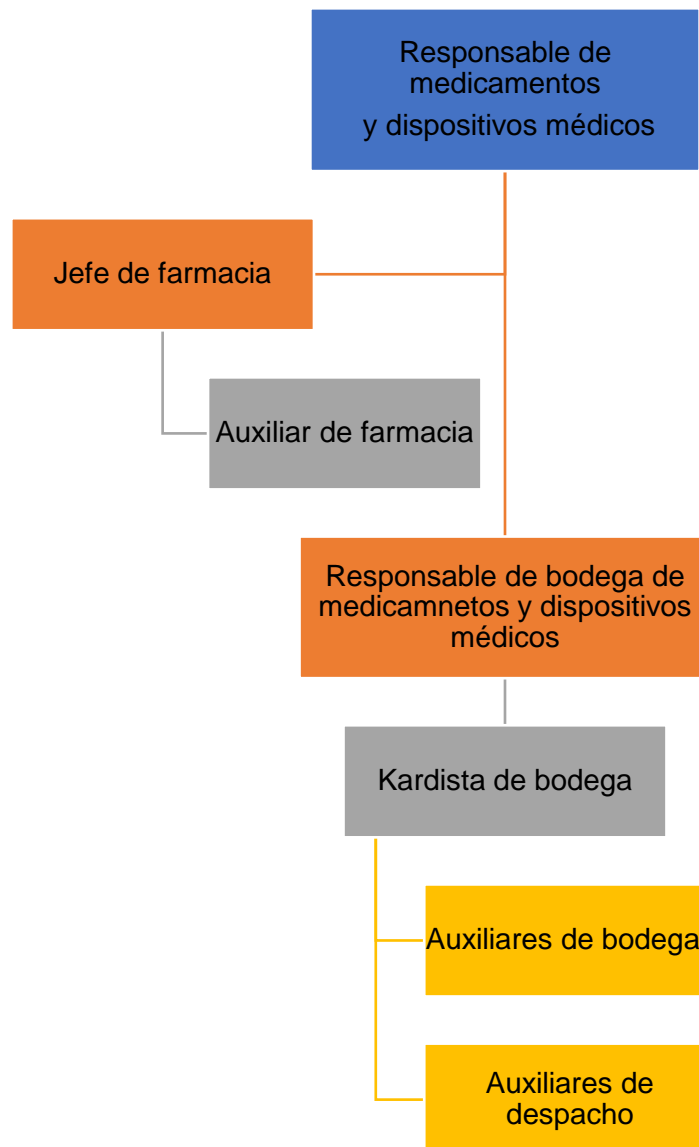 Responsable de
medicamentos
y dispositivos médicos
Jefe de farmacia
Auxiliar de farmacia
Responsable de bodega de
medicamnetos y dispositivos
médicos
Kardista de bodega
Auxiliares de bodega
Auxiliares de
despacho